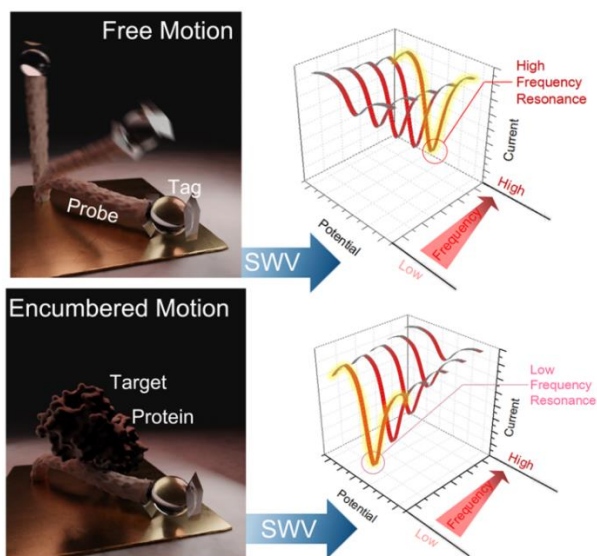 Free Motion
Tag
Probe
SWV
High
Frequency
Resonance
Current
High
Potential
Frequency
Low
Encumbered Motion
Target
Protein
SWV
Low
Frequency
Resonance
Current
High
Potential
Frequency
Low